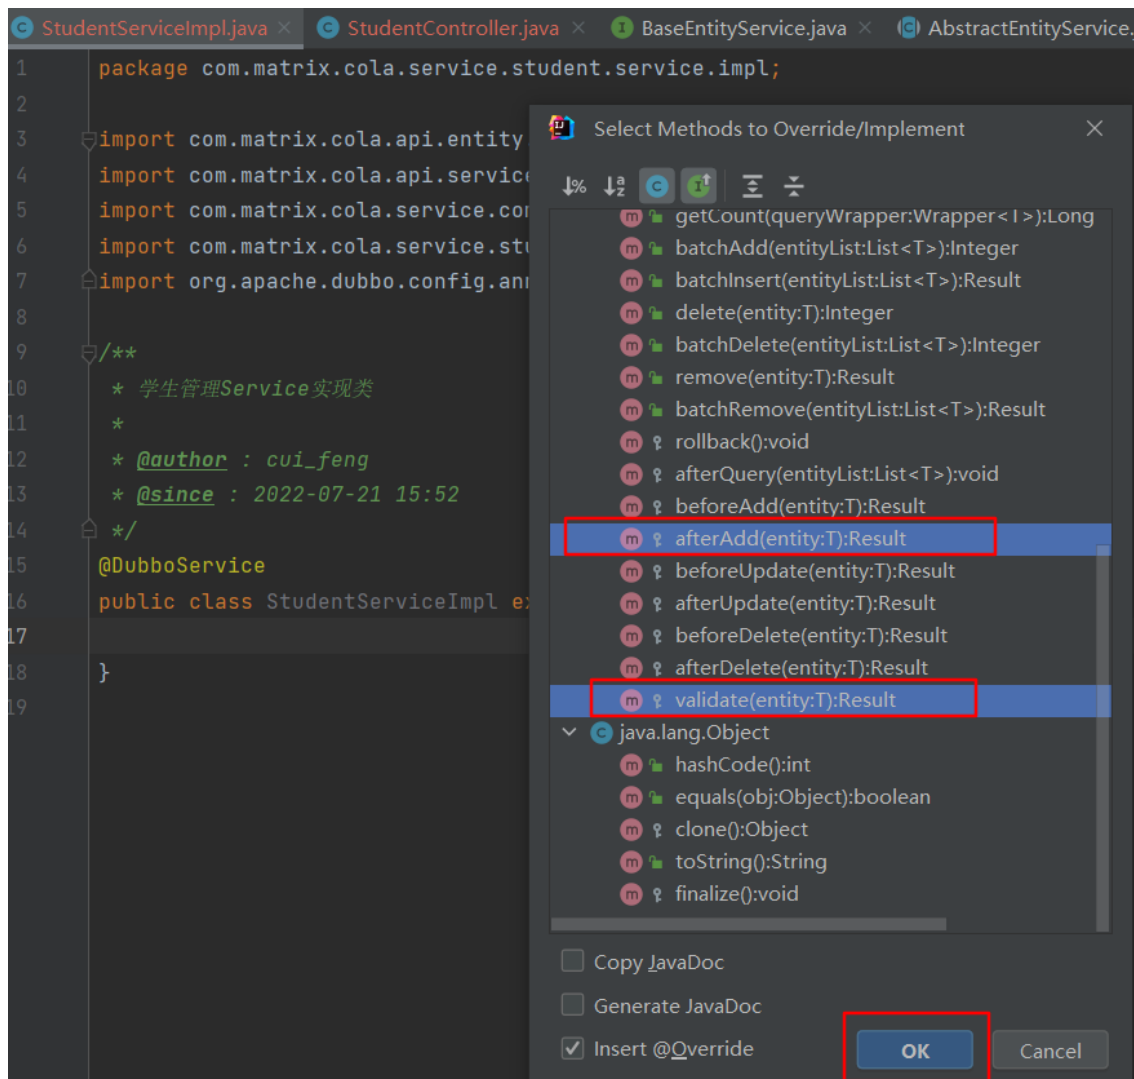 StudentServiceImpl.java
StudentController.java
BaseEntityService.java
AbstractEntityService.
1 package com.matrix.cola.service.student.service.impl;
2
3 import com.matrix.cola.api.entity
4 import com.matrix.cola.api.service
5 import com.matrix.cola.service.com
6 import com.matrix.cola.service.stu
7 import org.apache.dubbo.config.ann
8
9 /**
10 * 学生管理Service实现类
11 *
12 * @author : cui_feng
13 * @since : 2022-07-21 15:52
14 */
15 @DubboService
16 public class StudentServiceImpl ex
17
18 }
19
Select Methods to Override/Implement
getCount(queryWrapper:Wrapper<T>):Long
batchAdd(entityList:List<T>):Integer
batchInsert(entityList:List<T>):Result
delete(entity:T):Integer
batchDelete(entityList:List<T>):Integer
remove(entity:T):Result
batchRemove(entityList:List<T>):Result
rollback():void
afterQuery(entityList:List<T>):void
beforeAdd(entity:T):Result
afterAdd(entity:T):Result
beforeUpdate(entity:T):Result
afterUpdate(entity:T):Result
beforeDelete(entity:T):Result
afterDelete(entity:T):Result
validate(entity:T):Result
java.lang.Object
hashCode():int
equals(obj:Object):boolean
clone():Object
toString():String
finalize():void
Copy JavaDoc
Generate JavaDoc
Insert @Override
OK
Cancel